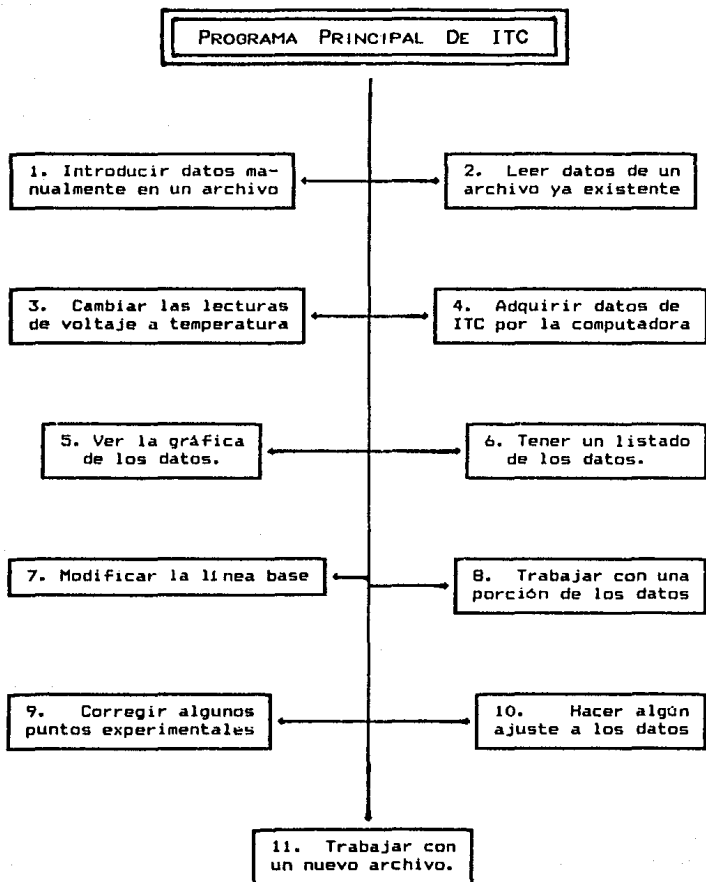 PROGRAMA PRINCIPAL DE ITC
1. Introducir datos ma-
nualmente en un archivo
2. Leer datos de un
archivo ya existente
3. Cambiar las lecturas
de voltaje a temperatura
4. Adquirir datos de
ITC por la computadora
5. Ver la gráfica
de los datos.
6. Tener un listado
de los datos.
7. Modificar la línea base
8. Trabajar con una
porción de los datos
9. Corregir algunos
puntos experimentales
10. Hacer algún
ajuste a los datos
11. Trabajar con
un nuevo archivo.